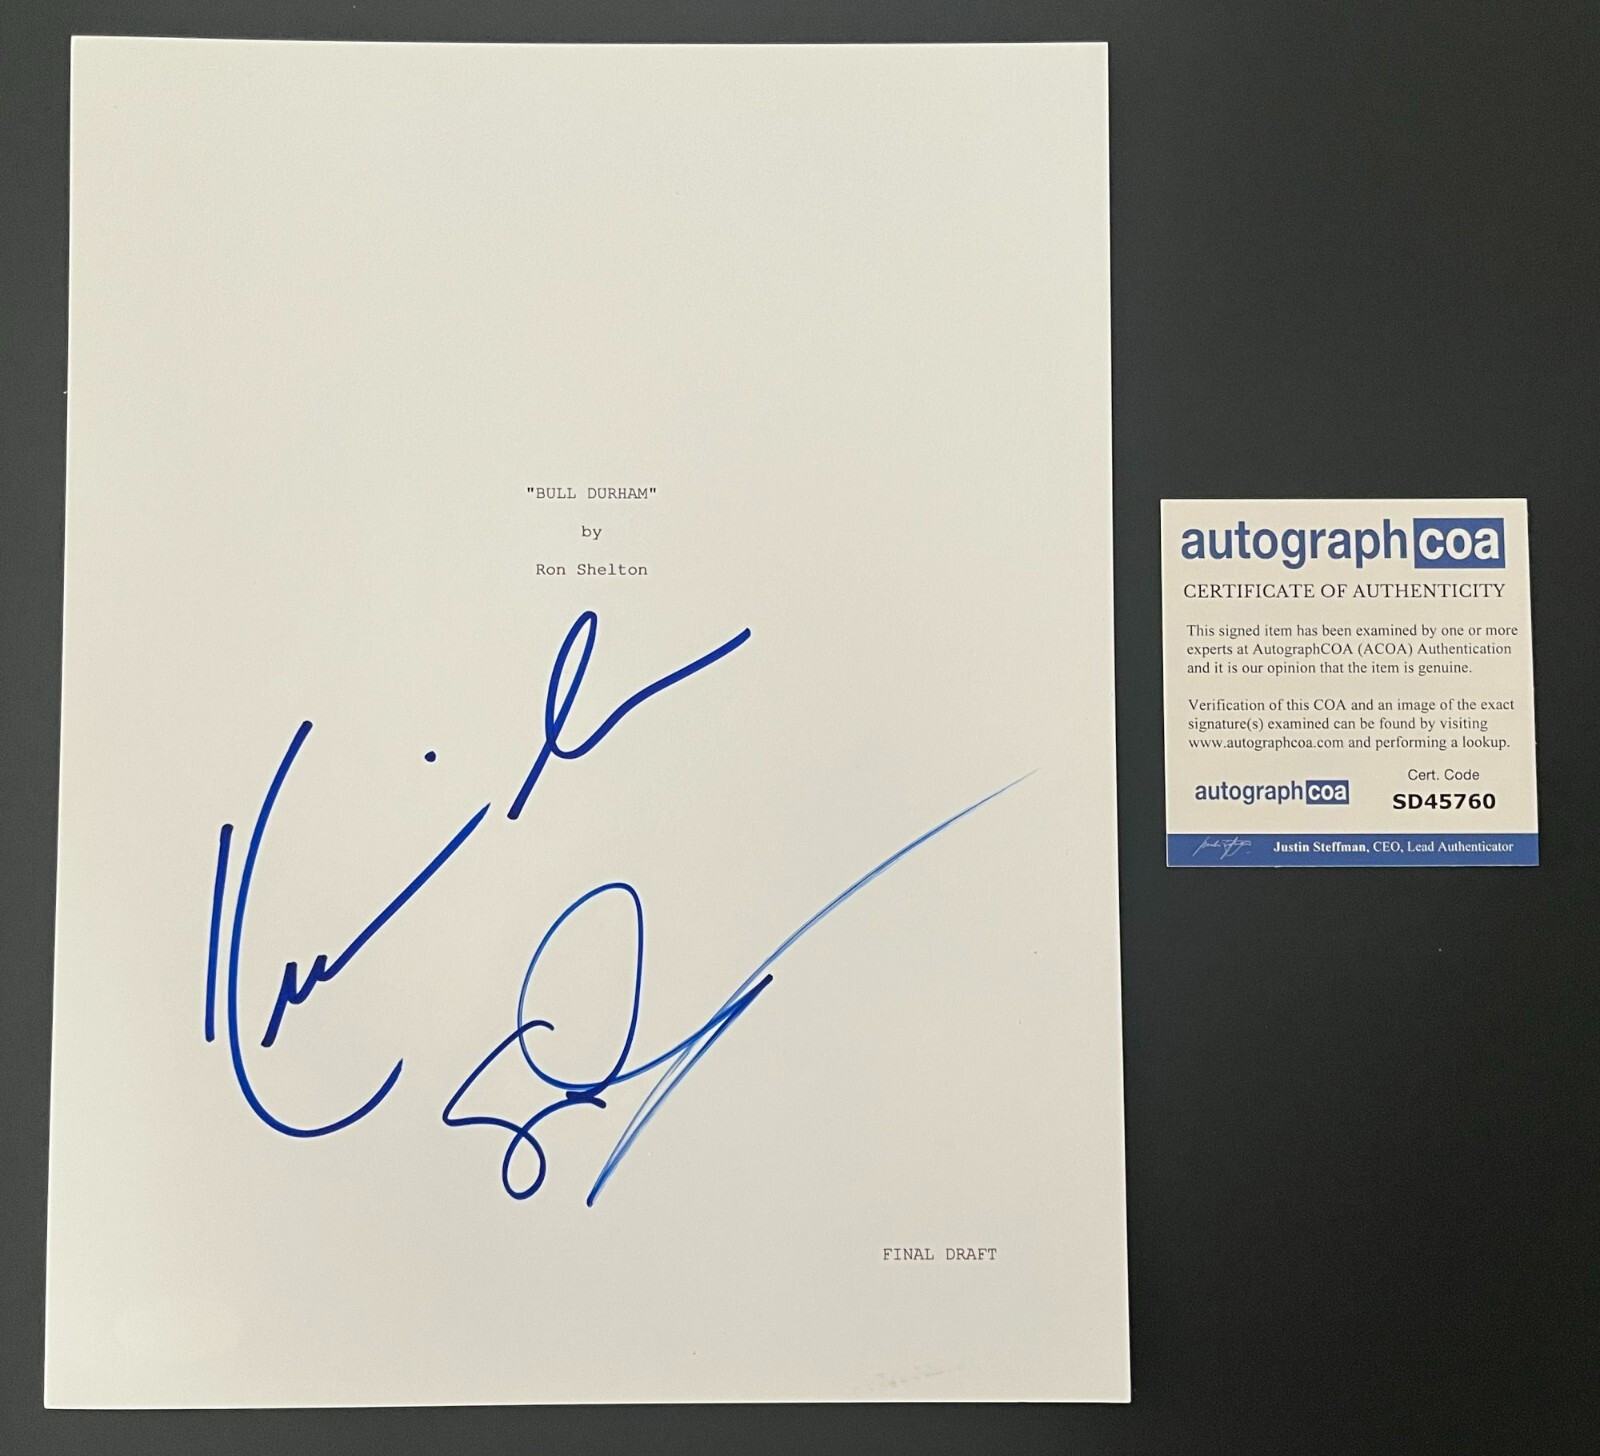 "BULL DURHAM"
by
Ron Shelton
FINAL DRAFT
autographcoa
CERTIFICATE OF AUTHENTICITY
This signed item has been examined by one or more
experts at AutographCOA (ACOA) Authentication
and it is our opinion that the item is genuine.
Verification of this COA and an image of the exact
signature(s) examined can be found by visiting
www.autographcoa.com and performing a lookup.
autographcoa
Cert. Code
SD45760
Justin Steffman, CEO, Lead Authenticator